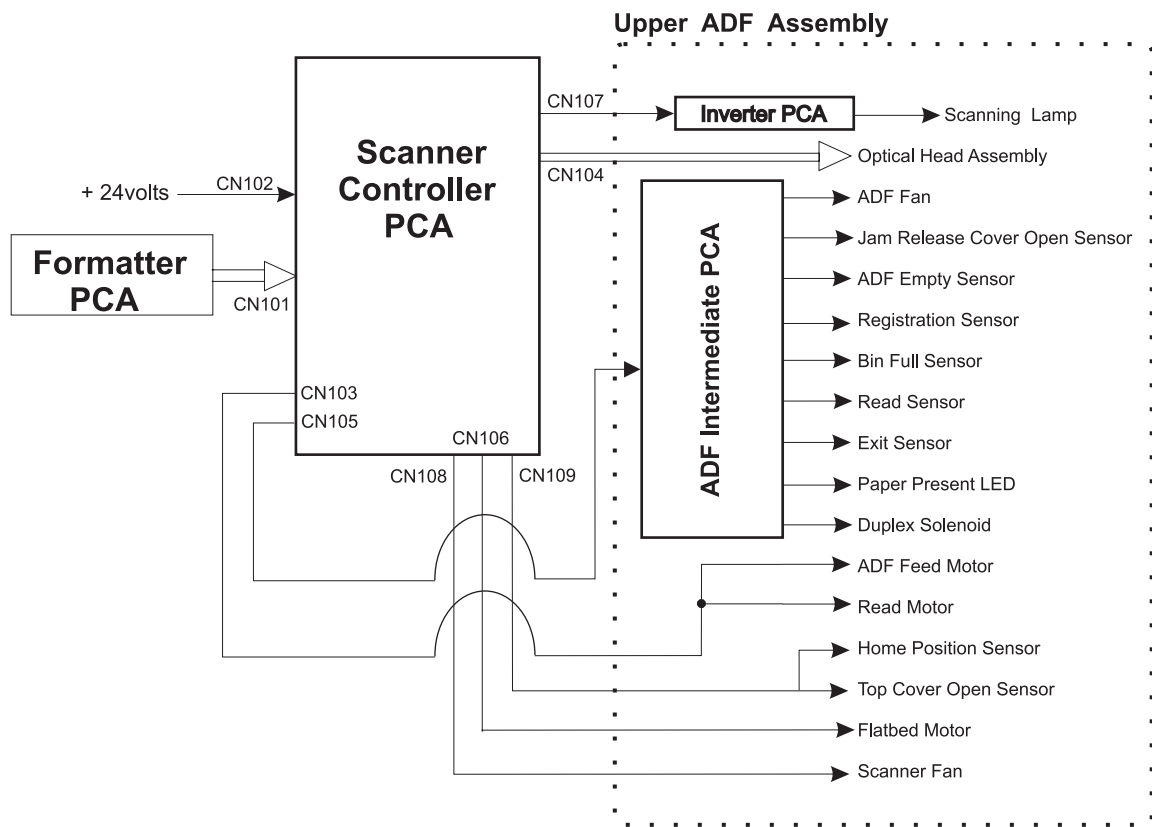 Upper ADF Assembly
CN107
Inverter PCA
Scanning Lamp
Scanner
Controller
PCA
CN104
Optical Head Assembly
+ 24volts
CN102
ADF Fan
Formatter
PCA
CN101
ADF Intermediate PCA
Jam Release Cover Open Sensor
ADF Empty Sensor
Registration Sensor
Bin Full Sensor
Read Sensor
Exit Sensor
Paper Present LED
Duplex Solenoid
CN103
CN105
CN106
CN108
CN109
ADF Feed Motor
Read Motor
Home Position Sensor
Top Cover Open Sensor
Flatbed Motor
Scanner Fan